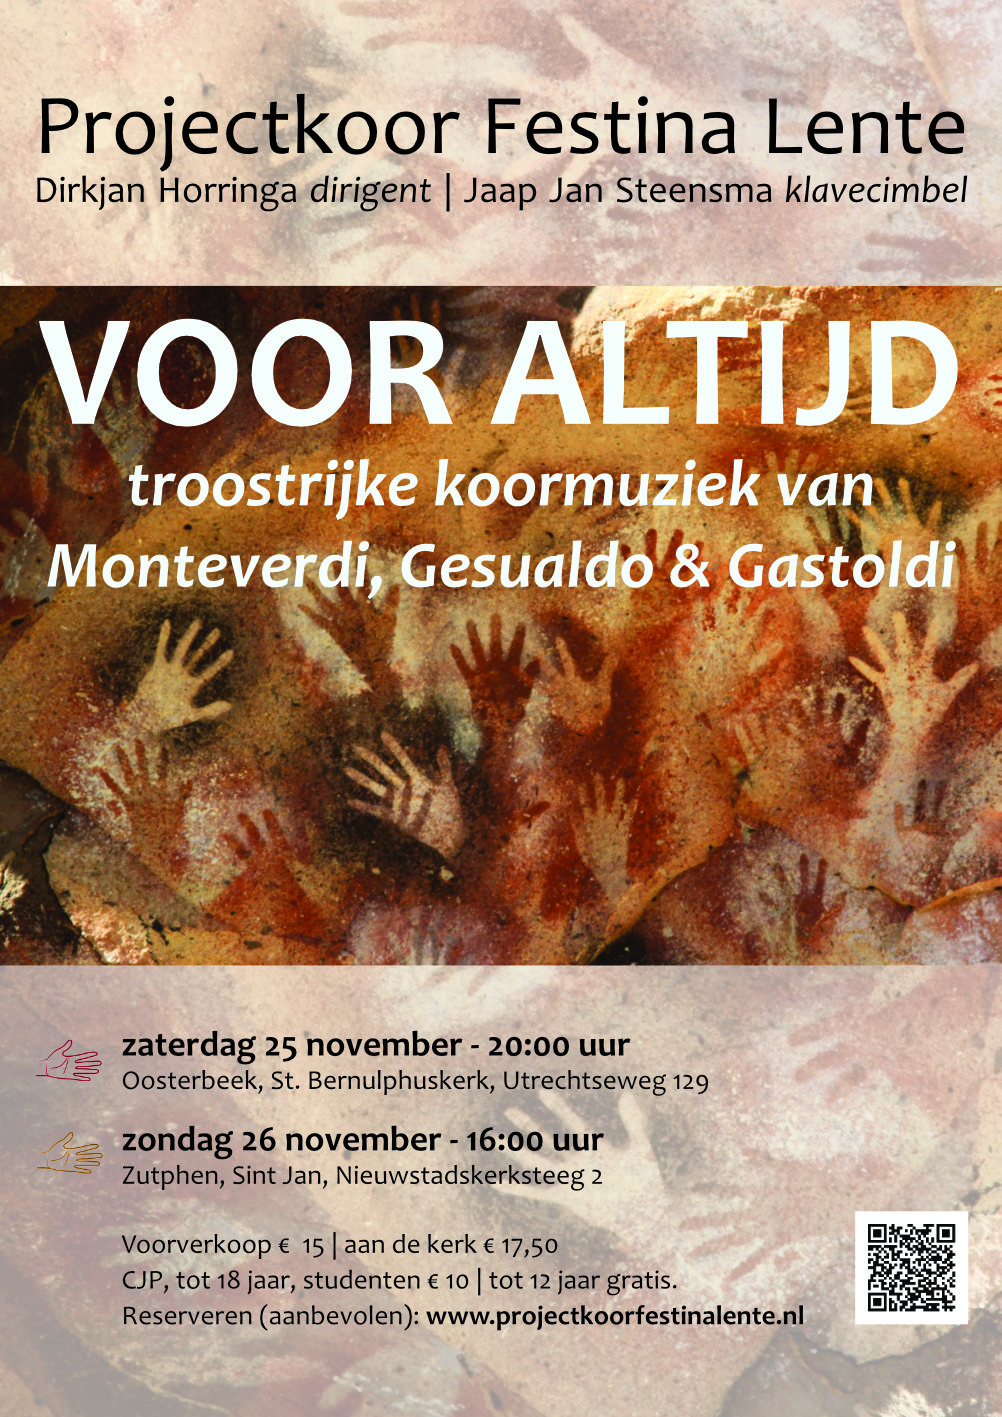 Projectkoor Festina Lente
Dirkjan Horringa dirigent | Jaap Jan Steensma klavecimbel
VOOR ALTIJD
troostrijke koormuziek van
Monteverdi, Gesualdo & Gastoldi
zaterdag 25 november - 20:00 uur
Oosterbeek, St. Bernulphuskerk, Utrechtseweg 129
zondag 26 november - 16:00 uur
Zutphen, Sint Jan, Nieuwstadskerksteeg 2
Voorverkoop €  15 | aan de kerk € 17,50
CJP, tot 18 jaar, studenten € 10 | tot 12 jaar gratis.
Reserveren (aanbevolen): www.projectkoorfestinalente.nl